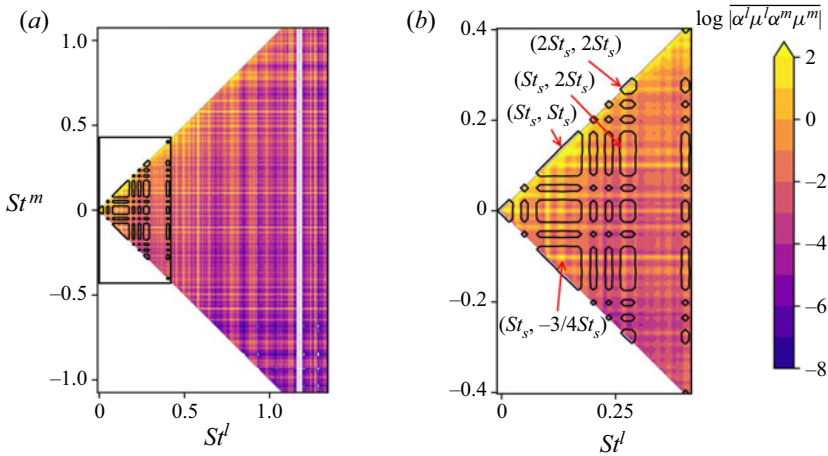 (a)
1.0
0.5
0
−0.5
−1.0
St^m
0
0.5
1.0
St^l
(b)
0.4
0.2
0
−0.2
−0.4
0
0.25
St^l
(2St_s, 2St_s)
(St_s, 2St_s)
(St_s, St_s)
(St_s, −3/4St_s)
log |α^l μ^l α^m μ^m|
2
0
−2
−4
−6
−8